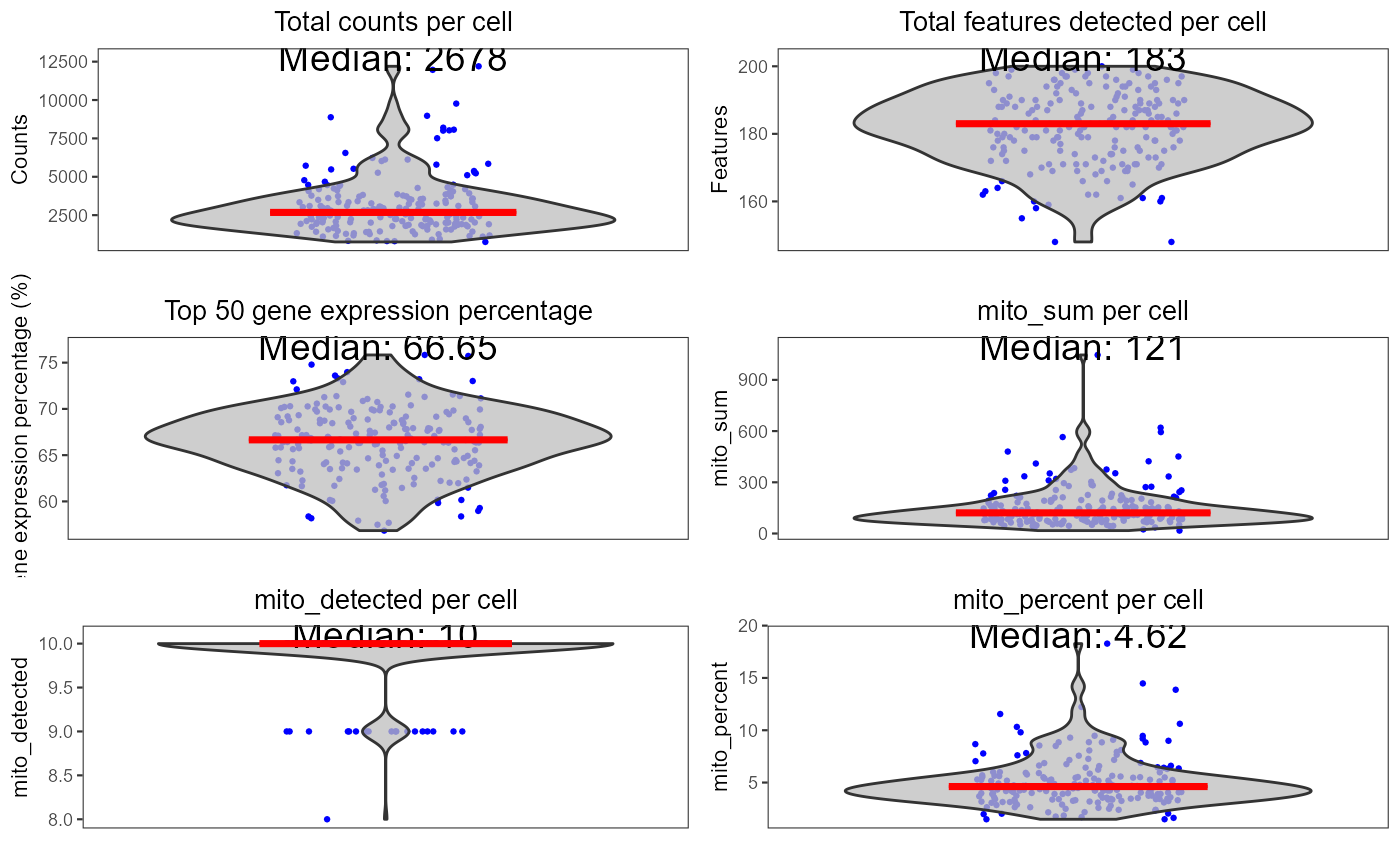 Total counts per cell
Median: 2678
Counts
12500
10000
7500
5000
2500
Total features detected per cell
Median: 183
Features
200
180
160
Top 50 gene expression percentage
Median: 66.65
ne expression percentage (%)
75
70
65
60
mito_sum per cell
Median: 121
mito_sum
900
600
300
0
mito_detected per cell
Median: 10
mito_detected
10.0
9.5
9.0
8.5
8.0
mito_percent per cell
Median: 4.62
mito_percent
20
15
10
5